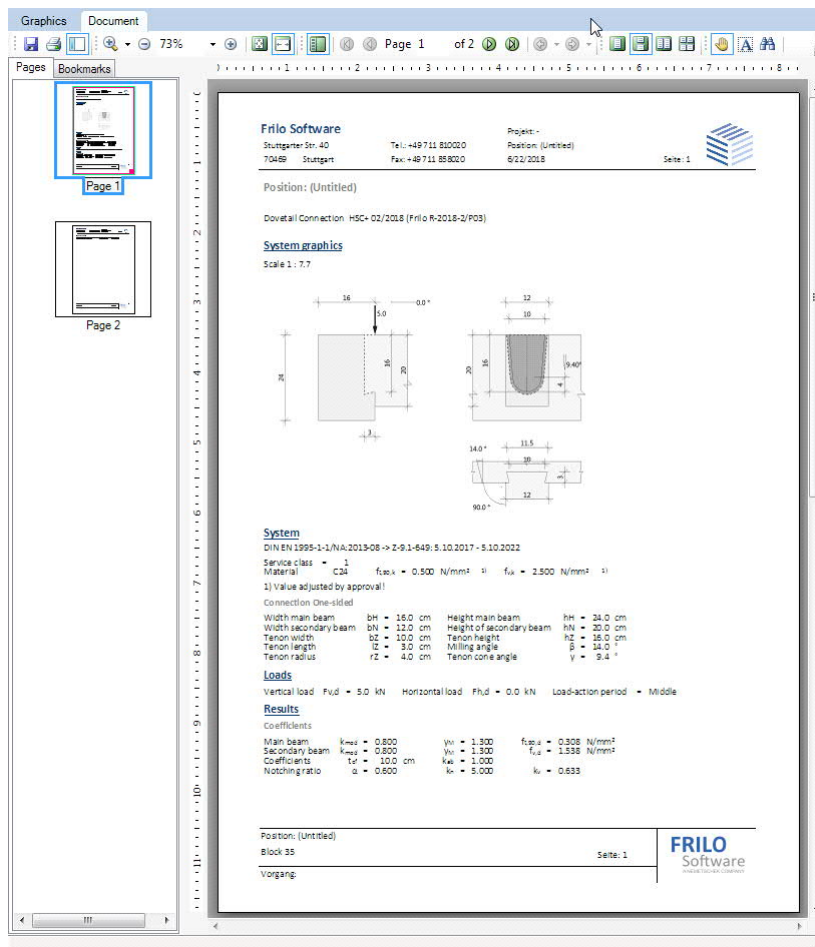 Graphics Document
73% Page 1 of 2
Pages Bookmarks
1 2 3 4 5 6 7 8
Page 1
Page 2
Frilo Software
Stuttgarter Str. 40
70469 Stuttgart
Tel.: +49 711 810020
Fax: +49 711 858020
Projekt: -
Position: (Untitled)
6/22/2018
Seite: 1
Position: (Untitled)
Dovetail Connection HSC+ 02/2018 (Frilo R-2018-2/P03)
System graphics
Scale 1 : 7.7
16 0.0 °
5.0
24
16
20
3
12
10
20
16
9.40°
4
14.0 °
11.5
10
3
12
90.0 °
System
DIN EN 1995-1-1/NA:2013-08 -> Z-9.1-649: 5.10.2017 - 5.10.2022
Service class = 1
Material C24 ft,90,k = 0.500 N/mm² 1) fv,k = 2.500 N/mm² 1)
1) Value adjusted by approval!
Connection One-sided
Width main beam bH = 16.0 cm Height main beam hH = 24.0 cm
Width secondary beam bN = 12.0 cm Height of secondary beam hN = 20.0 cm
Tenon width bZ = 10.0 cm Tenon height hZ = 16.0 cm
Tenon length lZ = 3.0 cm Milling angle β = 14.0 °
Tenon radius rZ = 4.0 cm Tenon cone angle γ = 9.4 °
Loads
Vertical load Fv,d = 5.0 kN Horizontal load Fh,d = 0.0 kN Load-action period = Middle
Results
Coefficients
Main beam kmod = 0.800 γM = 1.300 ft,90,d = 0.308 N/mm²
Secondary beam kmod = 0.800 γM = 1.300 fv,d = 1.538 N/mm²
Coefficients tef = 10.0 cm = 1.000
Notching ratio α = 0.600 kn = 5.000 kv = 0.633
Position: (Untitled)
Block 35
Seite: 1
Vorgang:
FRILO
Software
A NEMETSCHEK COMPANY